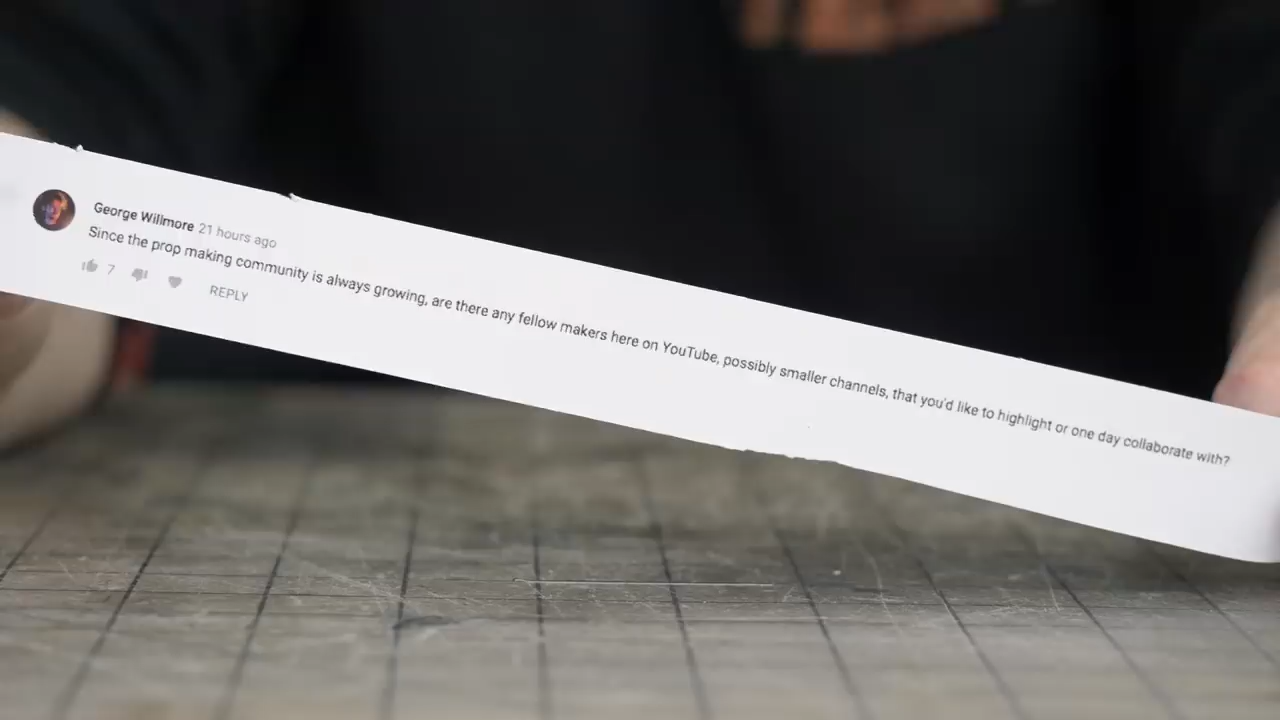 George Willmore 21 hours ago
Since the prop making community is always growing, are there any fellow makers here on YouTube, possibly smaller channels, that you'd like to highlight or one day collaborate with?
7 REPLY